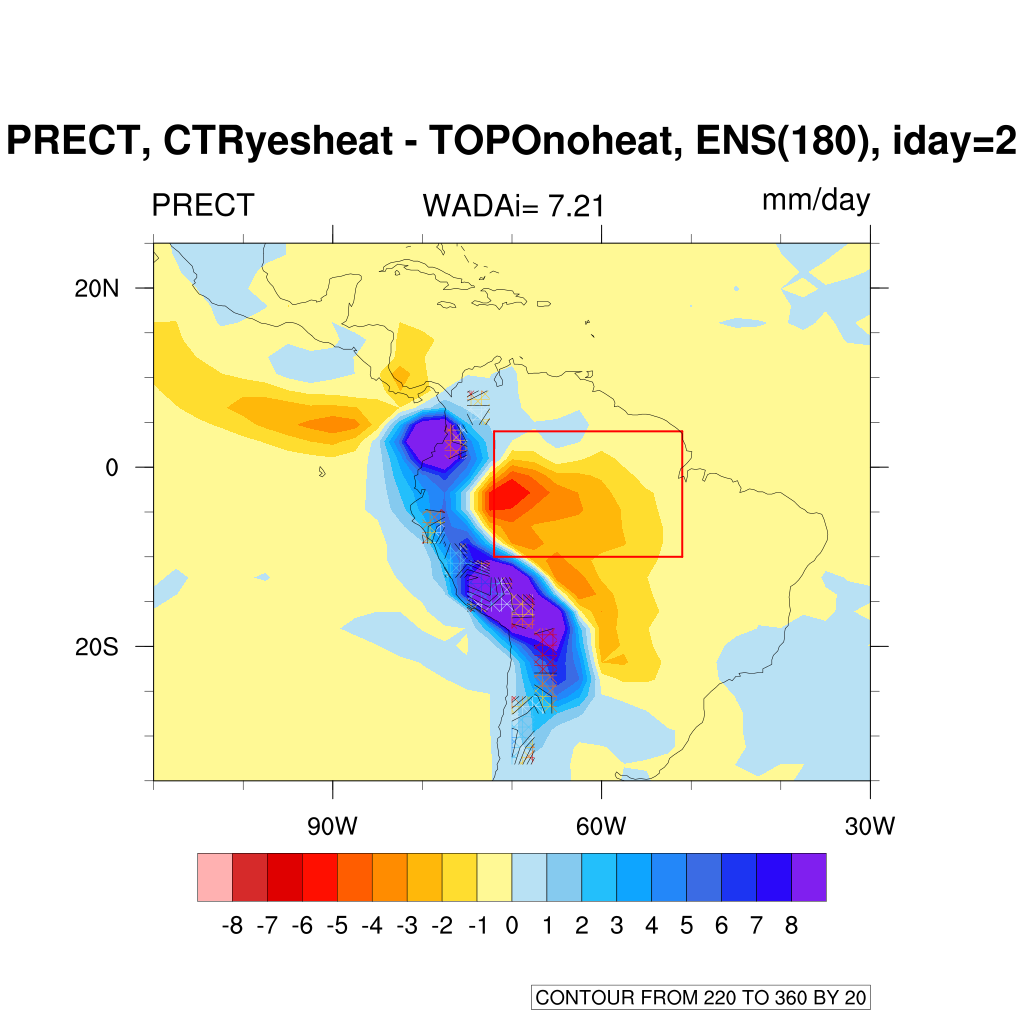 PRECT, CTRyesheat - TOPOnoheat, ENS(180), iday=2
PRECT WADAi= 7.21 mm/day
20N
0
20S
90W 60W 30W
-8 -7 -6 -5 -4 -3 -2 -1 0 1 2 3 4 5 6 7 8
CONTOUR FROM 220 TO 360 BY 20